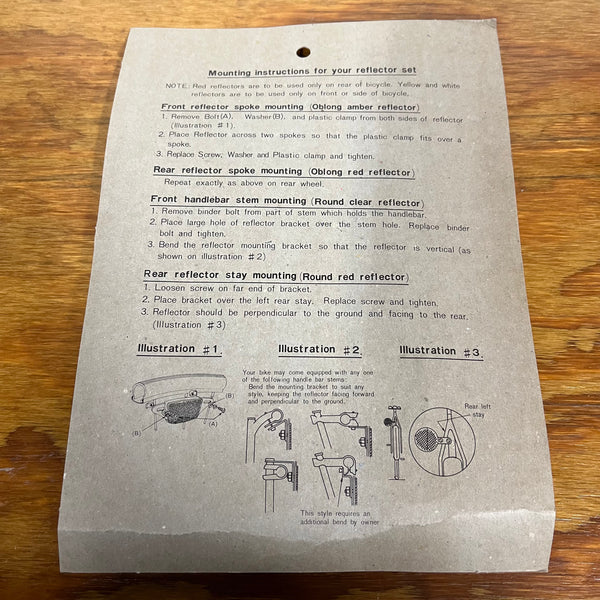 Mounting instructions for your reflector set
NOTE: Red reflectors are to be used only on rear of bicycle. Yellow and white
reflectors are to be used only on front or side of bicycle.
Front reflector spoke mounting (Oblong amber reflector)
1. Remove Bolt(A), Washer(B), and plastic clamp from both sides of reflector
(Illustration #1).
2. Place Reflector across two spokes so that the plastic clamp fits over a
spoke.
3. Replace Screw, Washer and Plastic clamp and tighten.
Rear reflector spoke mounting (Oblong red reflector)
Repeat exactly as above on rear wheel.
Front handlebar stem mounting (Round clear reflector)
1. Remove binder bolt from part of stem which holds the handlebar.
2. Place large hole of reflector bracket over the stem hole. Replace binder
bolt and tighten.
3. Bend the reflector mounting bracket so that the reflector is vertical (as
shown on illustration #2)
Rear reflector stay mounting (Round red reflector)
1. Loosen screw on far end of bracket.
2. Place bracket over the left rear stay. Replace screw and tighten.
3. Reflector should be perpendicular to the ground and facing to the rear.
(Illustration #3)
Illustration #1.
(B)
(B)
(A)
Illustration #2.
Your bike may come equipped with any one
of the following handle bar stems:
Bend the mounting bracket to suit any
style, keeping the reflector facing forward
and perpendicular to the ground.
This style requires an
additional bend by owner
Illustration #3.
Rear left
stay